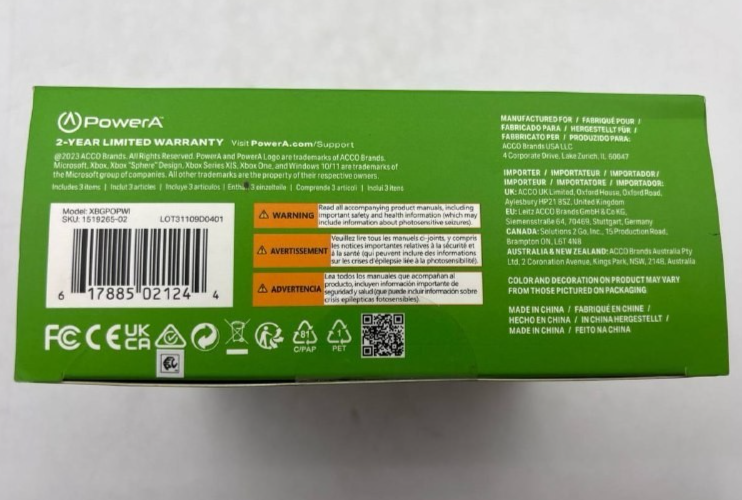 PowerA
2-YEAR LIMITED WARRANTY Visit PowerA.com/Support
@2023 ACCO Brands. All Rights Reserved. PowerA and PowerA Logo are trademarks of ACCO Brands.
Microsoft, Xbox, Xbox "Sphere" Design, Xbox Series X|S, Xbox One, and Windows 10/11 are trademarks of
the Microsoft group of companies. All other trademarks are the property of their respective owners.
Includes 3 items | Inclut 3 articles | Incluye 3 artículos | 3 einzelteile | Comprende 3 articoli | Inclui 3 itens
Model: XBGPOPWI
SKU: 1519265-02
LOT31109D0401
6 17885 02124 4
WARNING
Read all accompanying product manuals, including
important safety and health information (which may
include information about photosensitive seizures).
AVERTISSEMENT
Veuillez lire tous les manuels ci-joints, y compris
les notices importantes relatives à la sécurité et
à la santé (qui peuvent inclure des informations
sur les crises d'épilepsie liée à la photosensibilité).
ADVERTENCIA
Lea todos los manuales que acompañan al
producto, incluyen información importante de
seguridad y salud (que puede incluir información sobre
crisis epilépticas fotosensibles).
FC CE UK
CA
81
C/PAP
1
PET
MANUFACTURED FOR / FABRIQUÉ POUR /
FABRICADO PARA / HERGESTELLT FÜR /
FABRICATO PER / PRODUZIDO PARA:
ACCO Brands USA LLC
4 Corporate Drive, Lake Zurich, IL 60047
IMPORTER / IMPORTATEUR / IMPORTADOR /
IMPORTEUR / IMPORTATORE / IMPORTADOR:
UK: ACCO UK Limited, Oxford House, Oxford Road,
Aylesbury HP21 8SZ, United Kingdom
EU: Leitz ACCO Brands GmbH & Co KG,
Siemensstraße 64, 70469, Stuttgart, Germany
CANADA: Solutions 2 Go, Inc., 15 Production Road,
Brampton ON, L6T 4N8
AUSTRALIA & NEW ZEALAND: ACCO Brands Australia Pty
Ltd, 2 Coronation Avenue, Kings Park, NSW, 2148, Australia
COLOR AND DECORATION ON PRODUCT MAY VARY
FROM THOSE PICTURED ON PACKAGING
MADE IN CHINA / FABRIQUÉ EN CHINE /
HECHO EN CHINA / IN CHINA HERGESTELLT /
MADE IN CHINA / FEITO NA CHINA